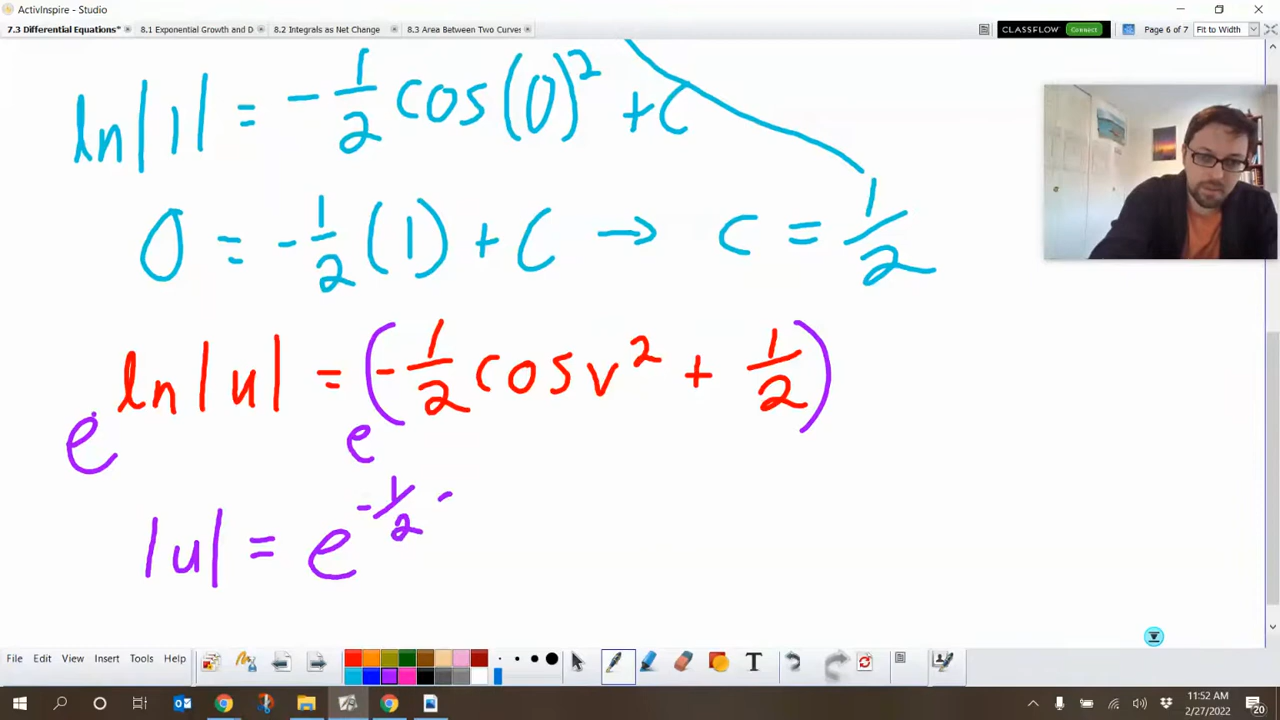 ActivInspire - Studio
7.3 Differential Equations* 8.1 Exponential Growth and D 8.2 Integrals as Net Change 8.3 Area Between Two Curves CLASSFLOW Connect Page 6 of 7 Fit to Width
ln|1| = -1/2 cos(0)² + C
0 = -1/2 (1) + C → C = 1/2
ln|u| = (-1/2 cos v² + 1/2)
e e
|u| = e^-1/2
File Edit View Insert Tools Help
11:52 AM
2/27/2022
20